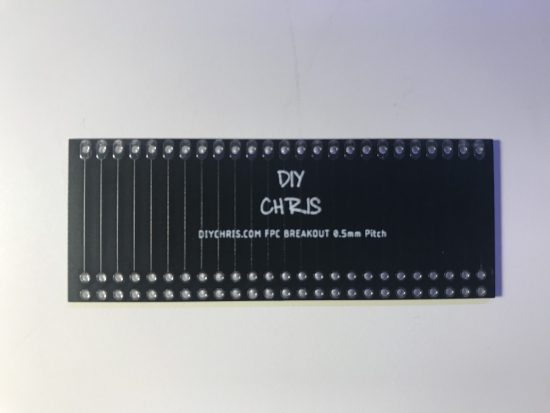 DIY
CHRIS
DIYCHRIS.COM FPC BREAKOUT 0.5mm Pitch